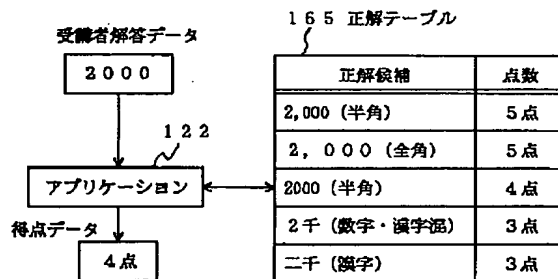 165 正解テーブル
受講者解答データ
２０００
122
アプリケーション
得点データ
４点
正解候補 点数
2,000 (半角) 5点
２，０００ (全角) 5点
2000 (半角) 4点
２千 (数字・漢字混) 3点
二千 (漢字) 3点